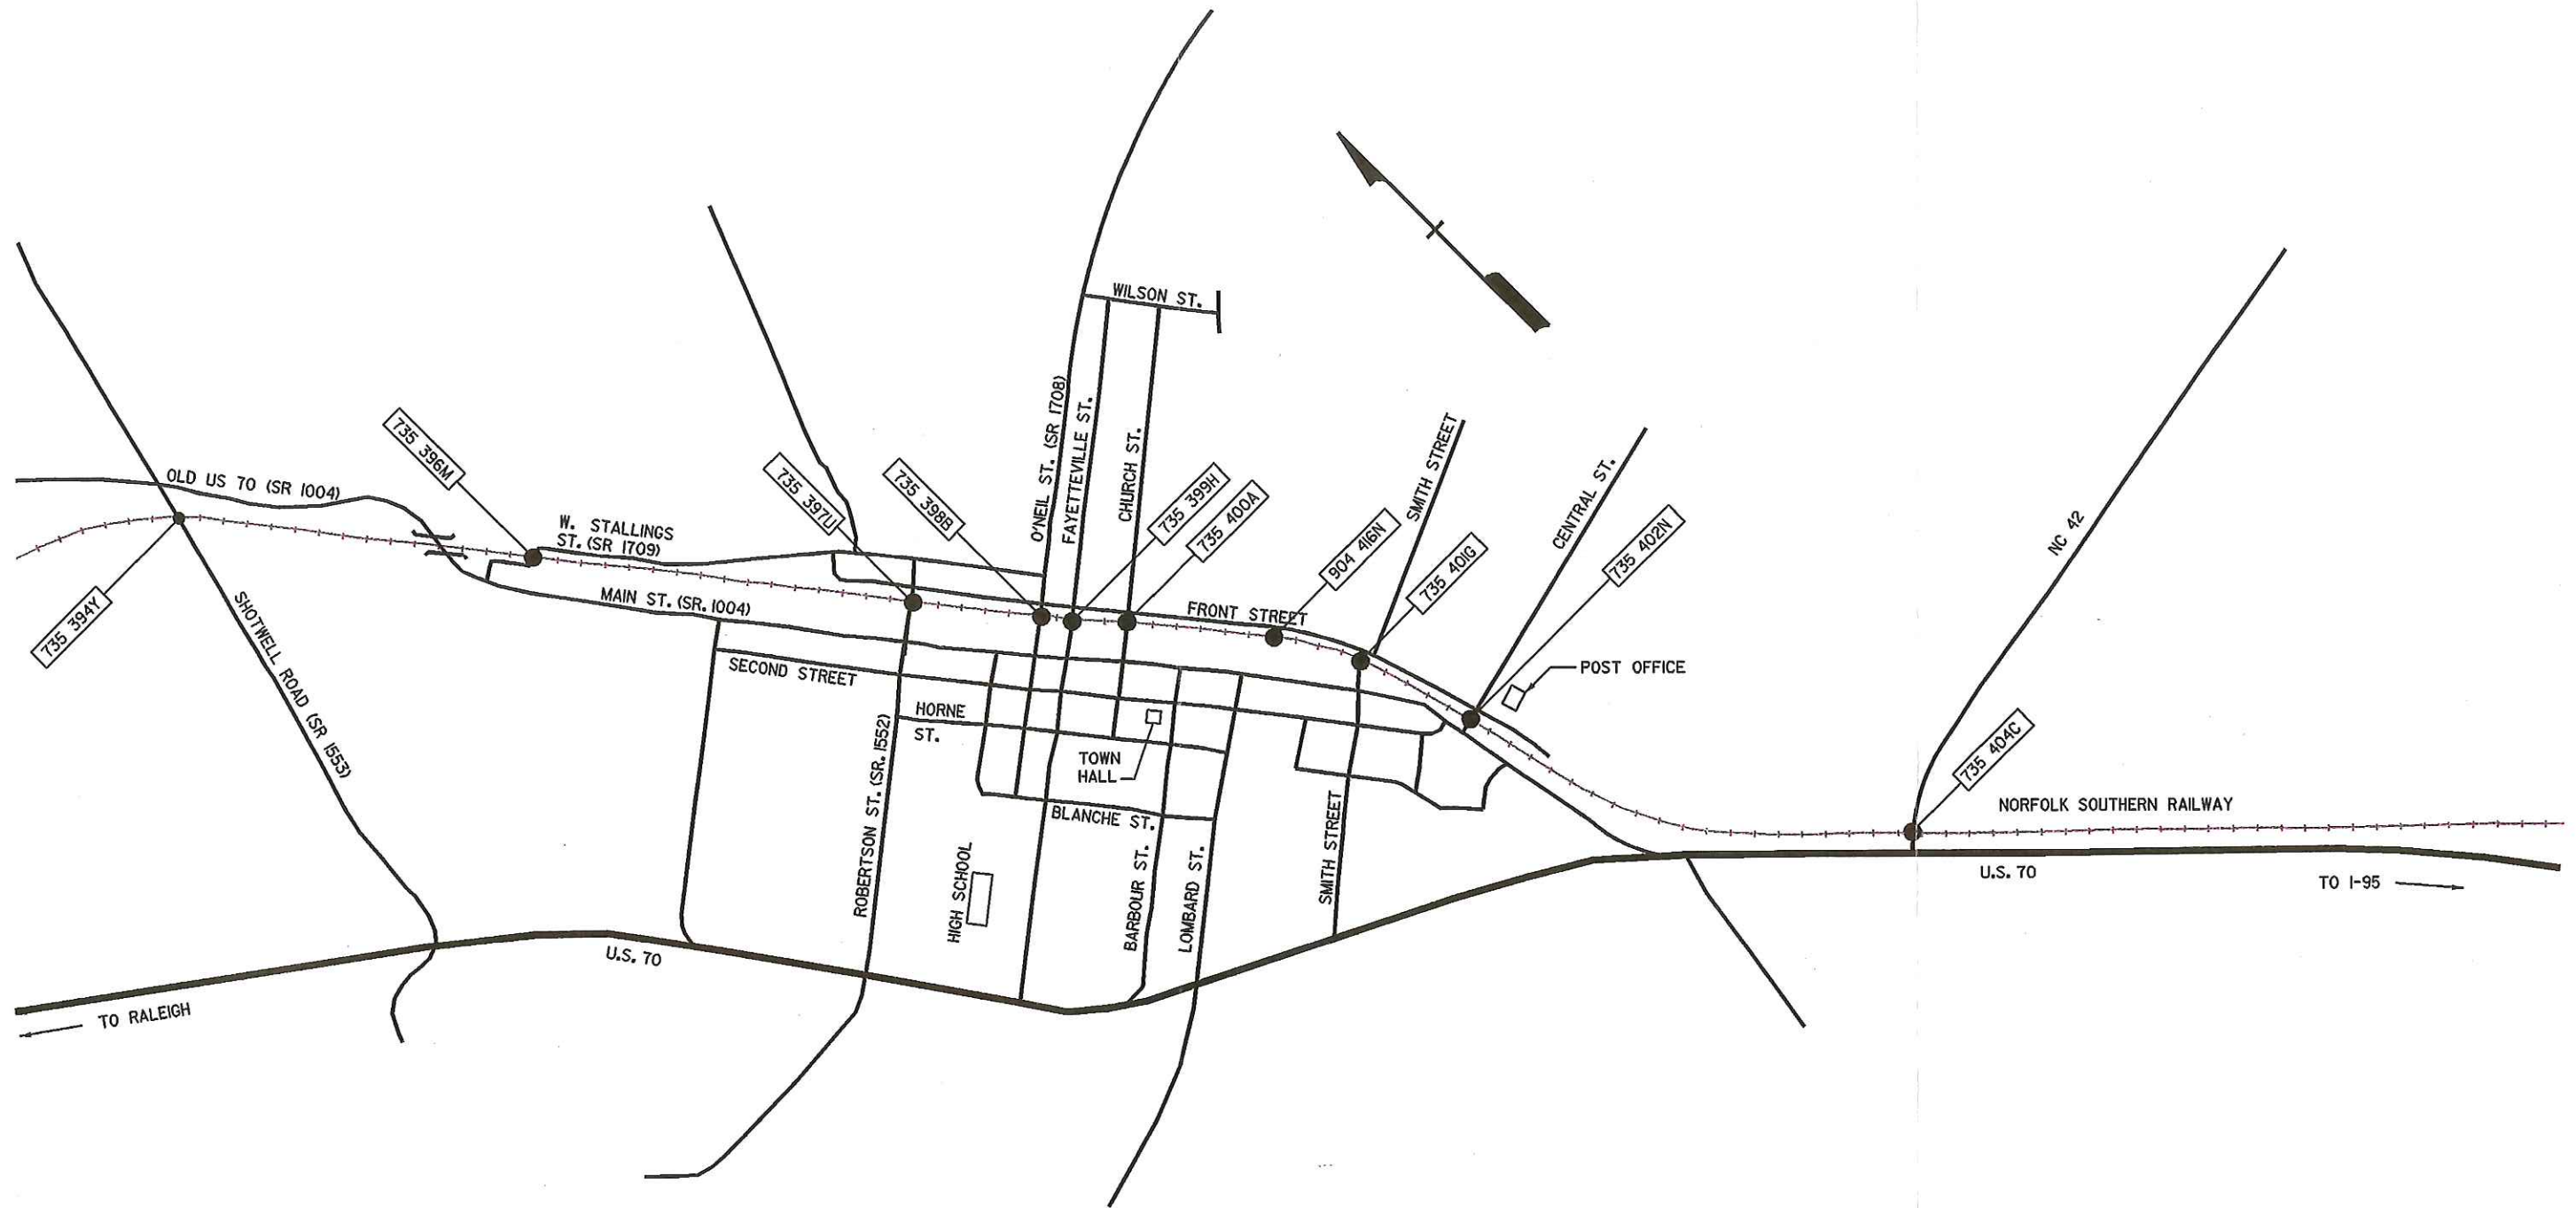 WILSON ST.
O'NEIL ST. (SR 1708)
FAYETTEVILLE ST.
CHURCH ST.
SMITH STREET
CENTRAL ST.
NC 42
735 396M
735 397U
735 398B
735 399H
735 400A
904 416N
735 401G
735 402N
735 404C
735 394Y
OLD US 70 (SR 1004)
W. STALLINGS
ST. (SR 1709)
MAIN ST. (SR. 1004)
FRONT STREET
POST OFFICE
SECOND STREET
SHOTWELL ROAD (SR 1553)
HORNE
ST.
TOWN
HALL
ROBERTSON ST. (SR. 1552)
BLANCHE ST.
HIGH SCHOOL
BARBOUR ST.
LOMBARD ST.
SMITH STREET
NORFOLK SOUTHERN RAILWAY
U.S. 70
TO I-95
U.S. 70
TO RALEIGH